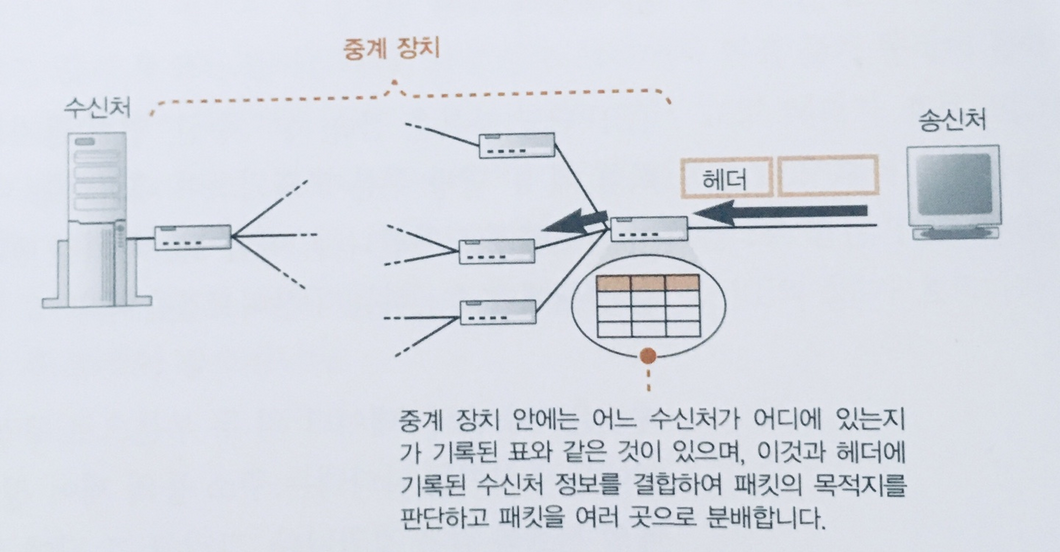 중계 장치
수신처
송신처
헤더
중계 장치 안에는 어느 수신처가 어디에 있는지
가 기록된 표와 같은 것이 있으며, 이것과 헤더에
기록된 수신처 정보를 결합하여 패킷의 목적지를
판단하고 패킷을 여러 곳으로 분배합니다.